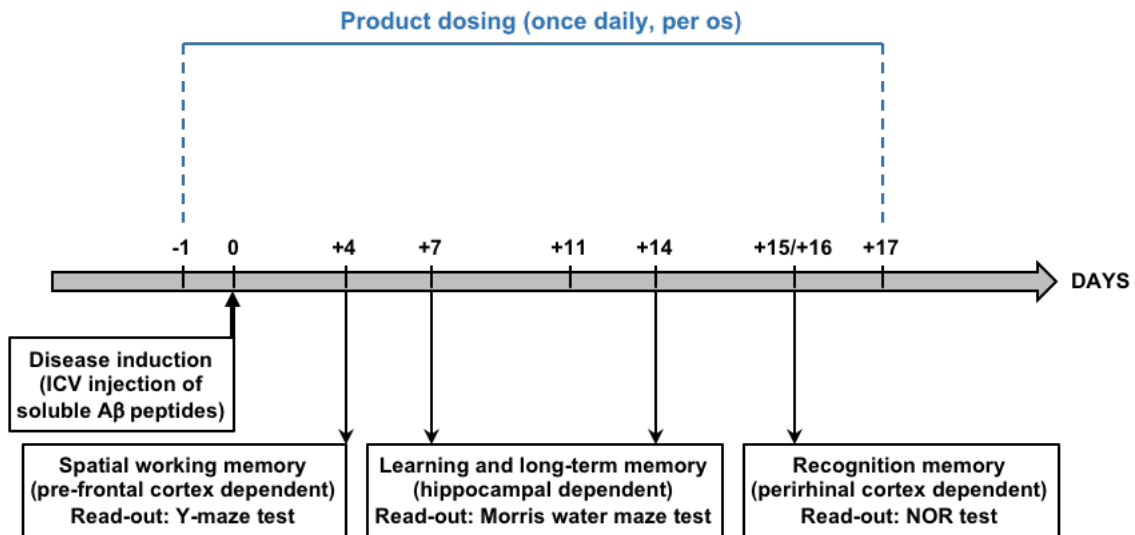 Product dosing (once daily, per os)
-1 0 +4 +7 +11 +14 +15/+16 +17
DAYS
Disease induction
(ICV injection of
soluble Aβ peptides)
Spatial working memory
(pre-frontal cortex dependent)
Read-out: Y-maze test
Learning and long-term memory
(hippocampal dependent)
Read-out: Morris water maze test
Recognition memory
(perirhinal cortex dependent)
Read-out: NOR test